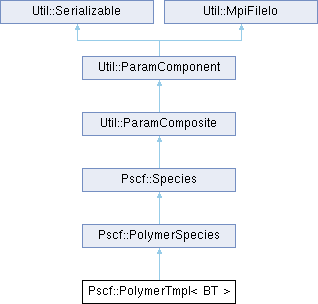 Util::Serializable
Util::MpiFileIo
Util::ParamComponent
Util::ParamComposite
Pscf::Species
Pscf::PolymerSpecies
Pscf::PolymerTmpl< BT >